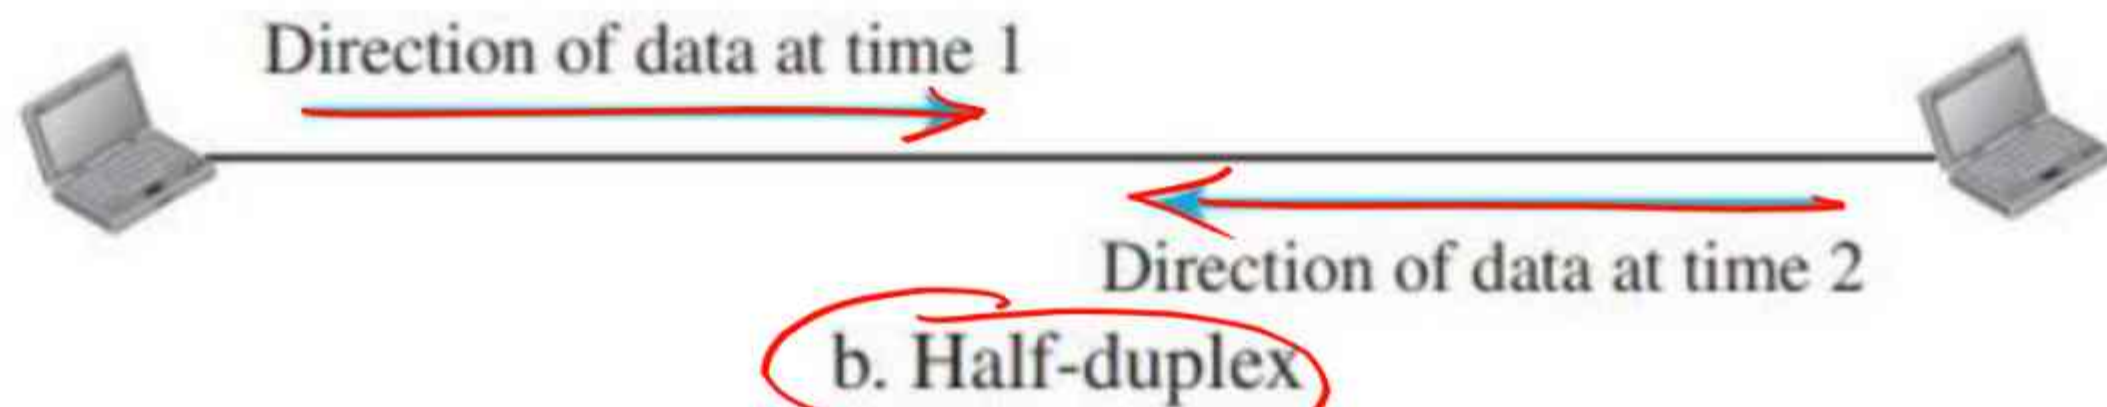 Direction of data at time 1
Direction of data at time 2
b. Half-duplex